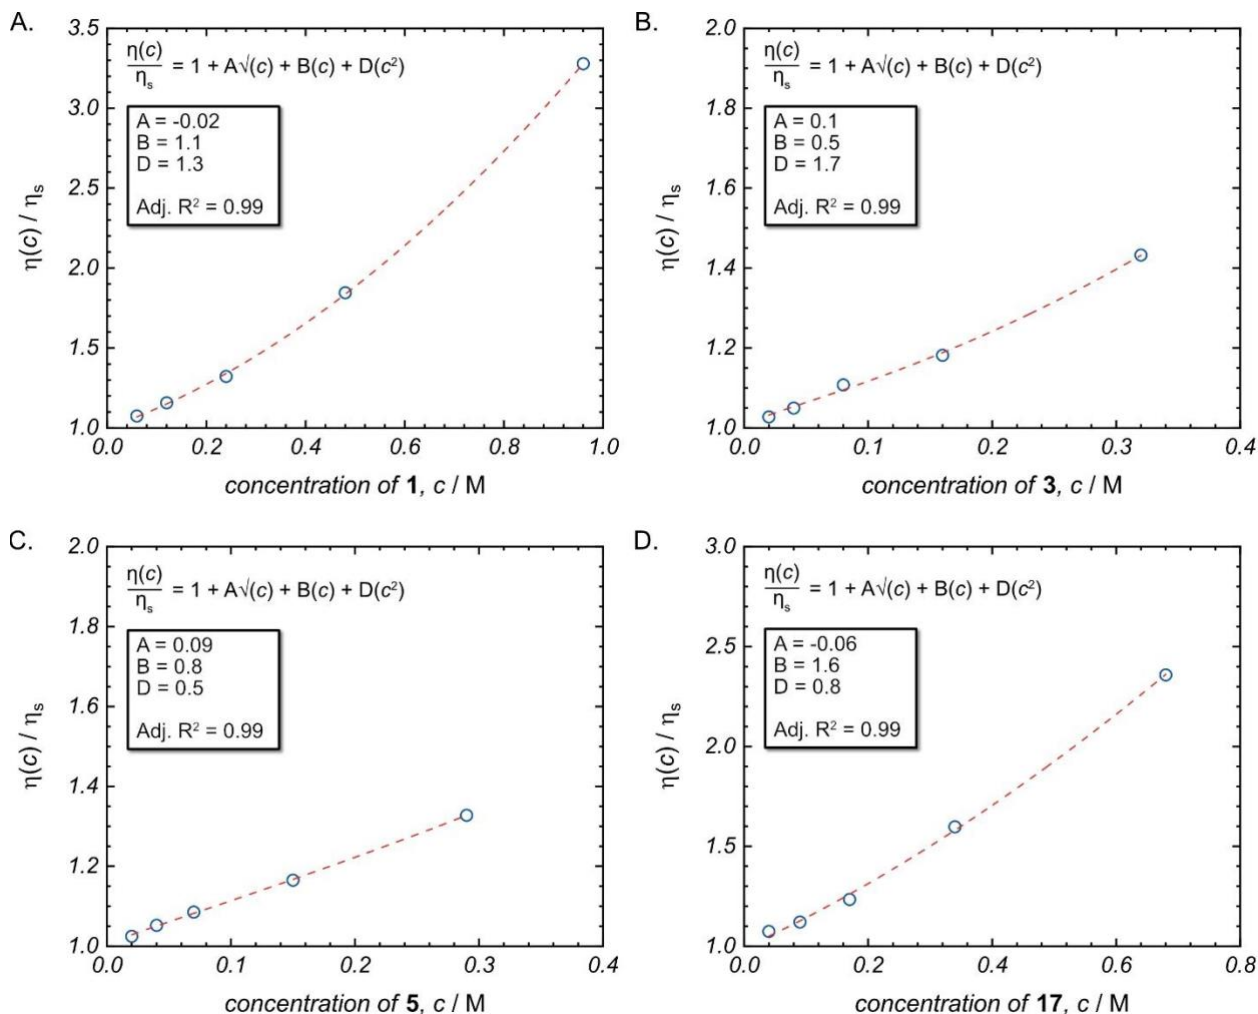 A.
η(c)/ηs = 1 + A√(c) + B(c) + D(c²)
A = -0.02
B = 1.1
D = 1.3
Adj. R² = 0.99
η(c) / ηs
3.5
3.0
2.5
2.0
1.5
1.0
0.0 0.2 0.4 0.6 0.8 1.0
concentration of 1, c / M
B.
η(c)/ηs = 1 + A√(c) + B(c) + D(c²)
A = 0.1
B = 0.5
D = 1.7
Adj. R² = 0.99
η(c) / ηs
2.0
1.8
1.6
1.4
1.2
1.0
0.0 0.1 0.2 0.3 0.4
concentration of 3, c / M
C.
η(c)/ηs = 1 + A√(c) + B(c) + D(c²)
A = 0.09
B = 0.8
D = 0.5
Adj. R² = 0.99
η(c) / ηs
2.0
1.8
1.6
1.4
1.2
1.0
0.0 0.1 0.2 0.3 0.4
concentration of 5, c / M
D.
η(c)/ηs = 1 + A√(c) + B(c) + D(c²)
A = -0.06
B = 1.6
D = 0.8
Adj. R² = 0.99
η(c) / ηs
3.0
2.5
2.0
1.5
1.0
0.0 0.2 0.4 0.6 0.8
concentration of 17, c / M